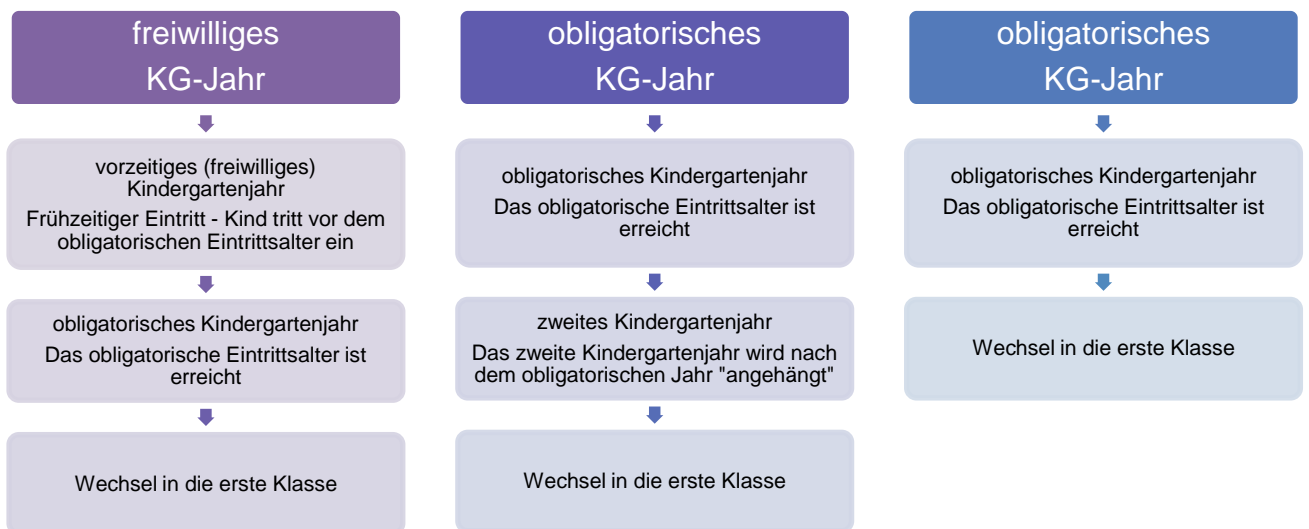 freiwilliges
KG-Jahr
vorzeitiges (freiwilliges)
Kindergartenjahr
Frühzeitiger Eintritt - Kind tritt vor dem
obligatorischen Eintrittsalter ein
obligatorisches Kindergartenjahr
Das obligatorische Eintrittsalter ist
erreicht
Wechsel in die erste Klasse
obligatorisches
KG-Jahr
obligatorisches Kindergartenjahr
Das obligatorische Eintrittsalter ist
erreicht
zweites Kindergartenjahr
Das zweite Kindergartenjahr wird nach
dem obligatorischen Jahr "angehängt"
Wechsel in die erste Klasse
obligatorisches
KG-Jahr
obligatorisches Kindergartenjahr
Das obligatorische Eintrittsalter ist
erreicht
Wechsel in die erste Klasse